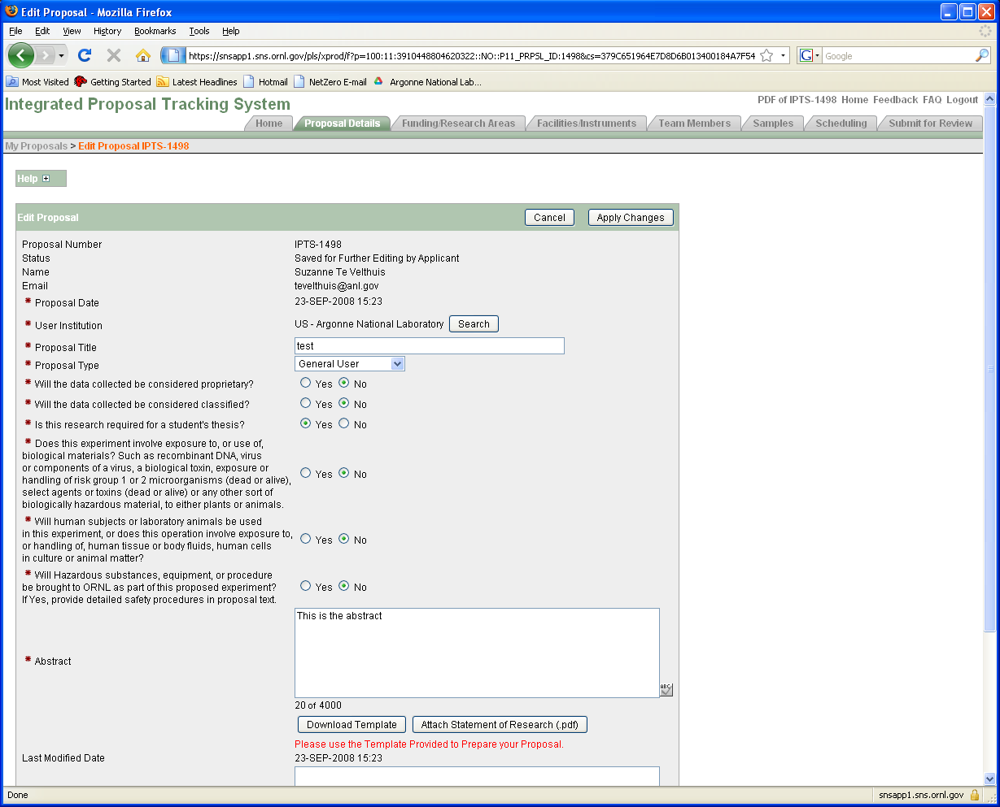 Edit Proposal - Mozilla Firefox
File Edit View History Bookmarks Tools Help
https://snsapp1.sns.ornl.gov/pls/xprod/f?p=100:11:3910448804620322::NO::P11_PRPSL_ID:1498&cs=379C651964E7D8D6B013400184A7F54 G Google
Most Visited Getting Started Latest Headlines Hotmail NetZero E-mail Argonne National Lab...
PDF of IPTS-1498 Home Feedback FAQ Logout
Integrated Proposal Tracking System
Home Proposal Details Funding/Research Areas Facilities/Instruments Team Members Samples Scheduling Submit for Review
My Proposals > Edit Proposal IPTS-1498
Help
Edit Proposal Cancel Apply Changes
Proposal Number IPTS-1498
Status Saved for Further Editing by Applicant
Name Suzanne Te Velthuis
Email tevelthuis@anl.gov
* Proposal Date 23-SEP-2008 15:23
* User Institution US - Argonne National Laboratory Search
* Proposal Title test
* Proposal Type General User
* Will the data collected be considered proprietary? Yes No
* Will the data collected be considered classified? Yes No
* Is this research required for a student's thesis? Yes No
* Does this experiment involve exposure to, or use of,
biological materials? Such as recombinant DNA, virus
or components of a virus, a biological toxin, exposure or
handling of risk group 1 or 2 microorganisms (dead or alive),
select agents or toxins (dead or alive) or any other sort of
biologically hazardous material, to either plants or animals.
Yes No
* Will human subjects or laboratory animals be used
in this experiment, or does this operation involve exposure to,
or handling of, human tissue or body fluids, human cells
in culture or animal matter?
Yes No
* Will Hazardous substances, equipment, or procedure
be brought to ORNL as part of this proposed experiment?
If Yes, provide detailed safety procedures in proposal text.
Yes No
* Abstract
This is the abstract
ABC
20 of 4000
Download Template Attach Statement of Research (.pdf)
Please use the Template Provided to Prepare your Proposal.
Last Modified Date 23-SEP-2008 15:23
Done snsapp1.sns.ornl.gov